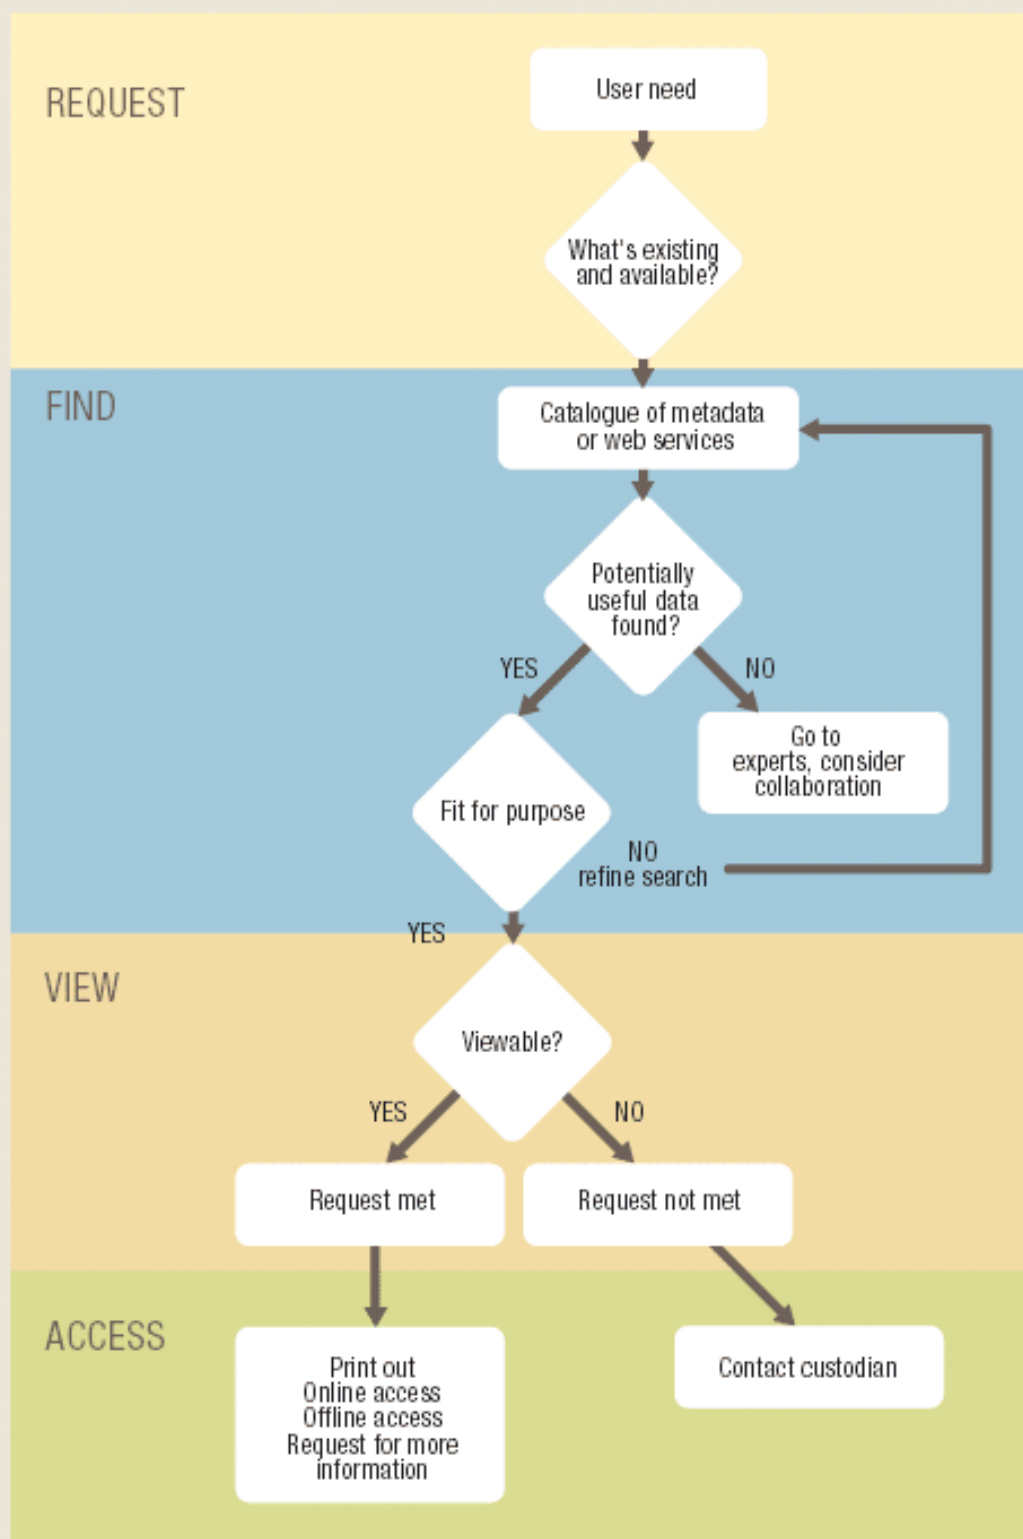 REQUEST
User need
What's existing
and available?
FIND
Catalogue of metadata
or web services
Potentially
useful data
found?
YES
NO
Go to
experts, consider
collaboration
Fit for purpose
NO
refine search
YES
VIEW
Viewable?
YES
NO
Request met
Request not met
ACCESS
Print out
Online access
Offline access
Request for more
information
Contact custodian